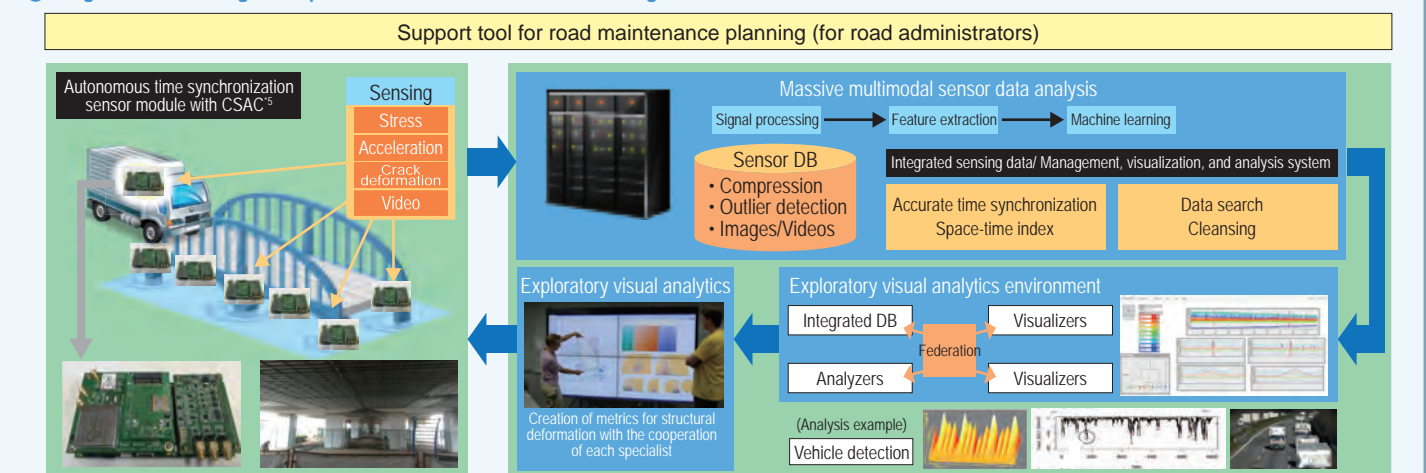 Support tool for road maintenance planning (for road administrators)
Autonomous time synchronization
sensor module with CSAC*5
Sensing
Stress
Acceleration
Crack
deformation
Video
Massive multimodal sensor data analysis
Signal processing
Feature extraction
Machine learning
Sensor DB
• Compression
• Outlier detection
• Images/Videos
Integrated sensing data/ Management, visualization, and analysis system
Accurate time synchronization
Space-time index
Data search
Cleansing
Exploratory visual analytics
Creation of metrics for structural
deformation with the cooperation
of each specialist
Exploratory visual analytics environment
Integrated DB
Visualizers
Federation
Analyzers
Visualizers
(Analysis example)
Vehicle detection